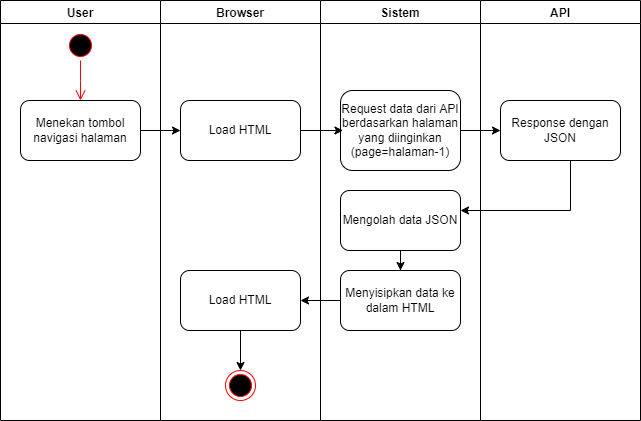 User
Browser
Sistem
API
Menekan tombol
navigasi halaman
Load HTML
Request data dari API
berdasarkan halaman
yang diinginkan
(page=halaman-1)
Response dengan
JSON
Mengolah data JSON
Load HTML
Menyisipkan data ke
dalam HTML